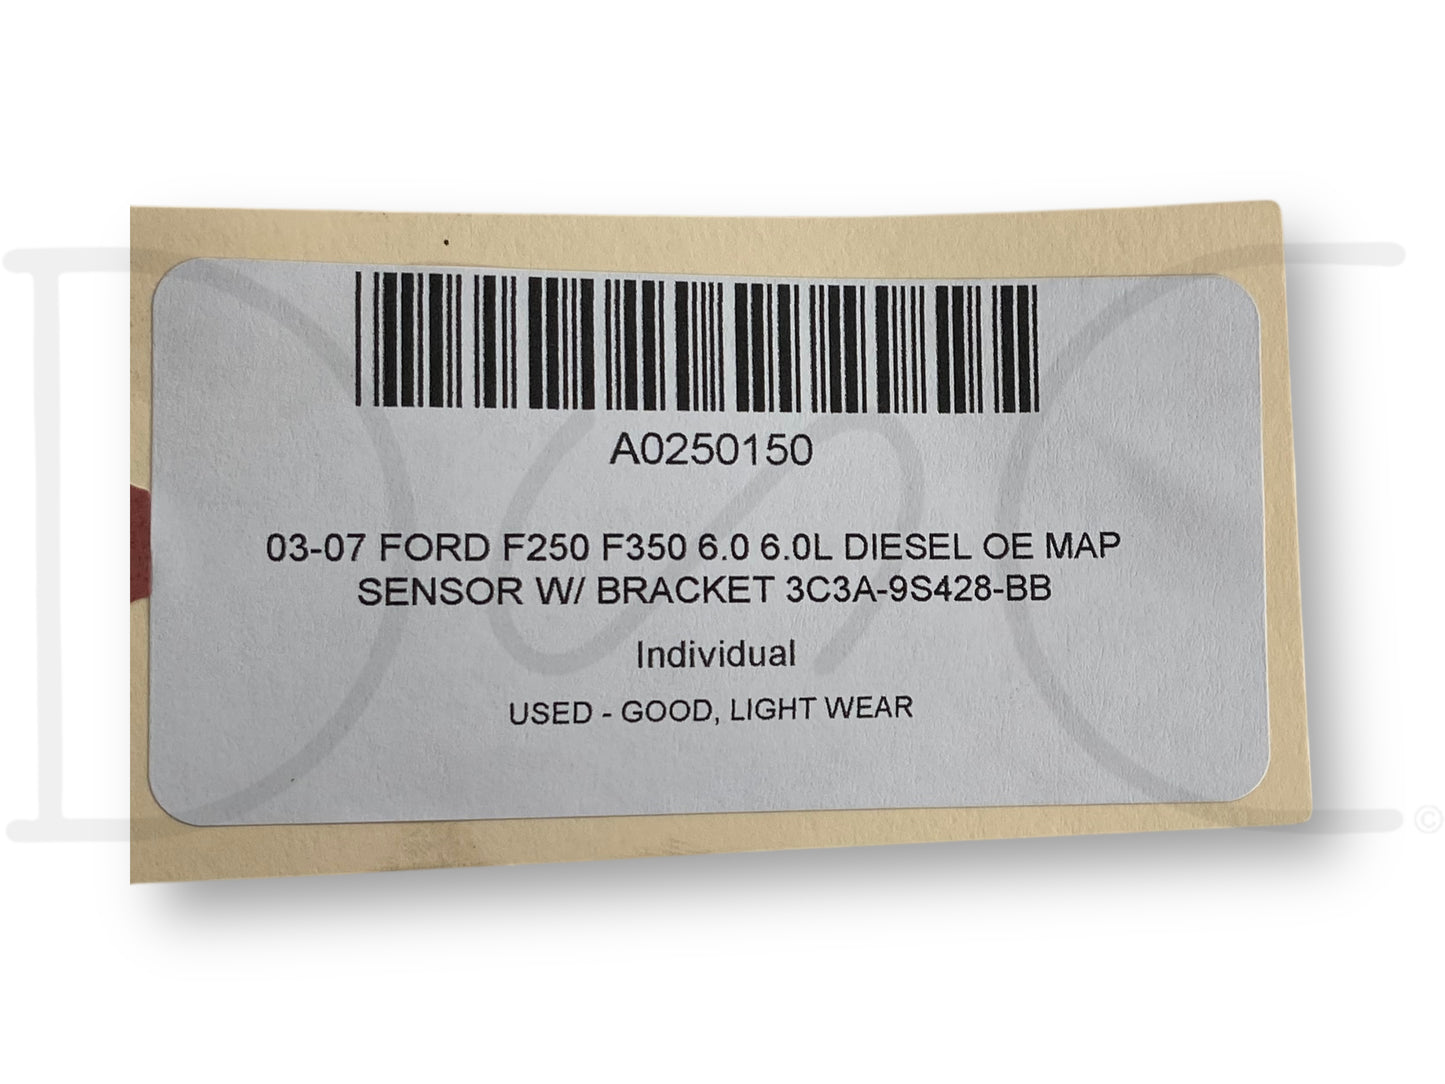 A0250150
03-07 FORD F250 F350 6.0 6.0L DIESEL OE MAP
SENSOR W/ BRACKET 3C3A-9S428-BB
Individual
USED - GOOD, LIGHT WEAR
©